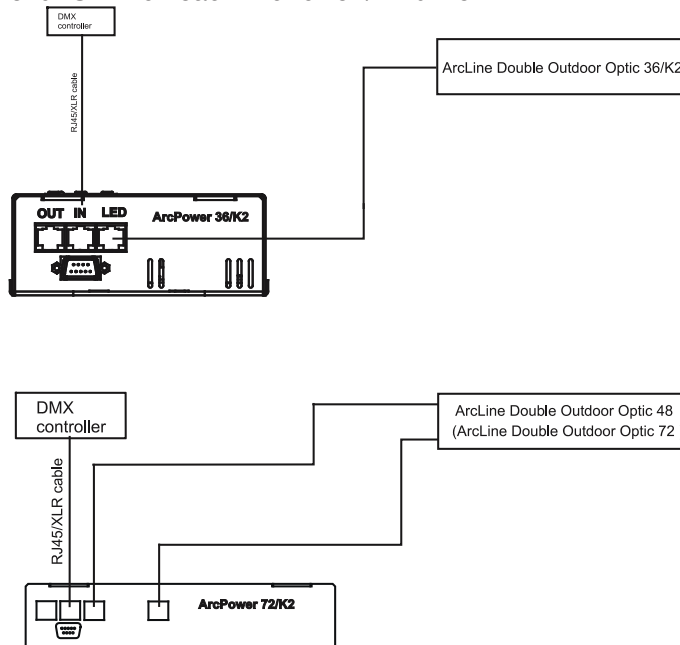 DMX
controller
RJ45/XLR cable
ArcLine Double Outdoor Optic 36/K2
OUT IN LED
ArcPower 36/K2
DMX
controller
RJ45/XLR cable
ArcLine Double Outdoor Optic 48
(ArcLine Double Outdoor Optic 72
ArcPower 72/K2